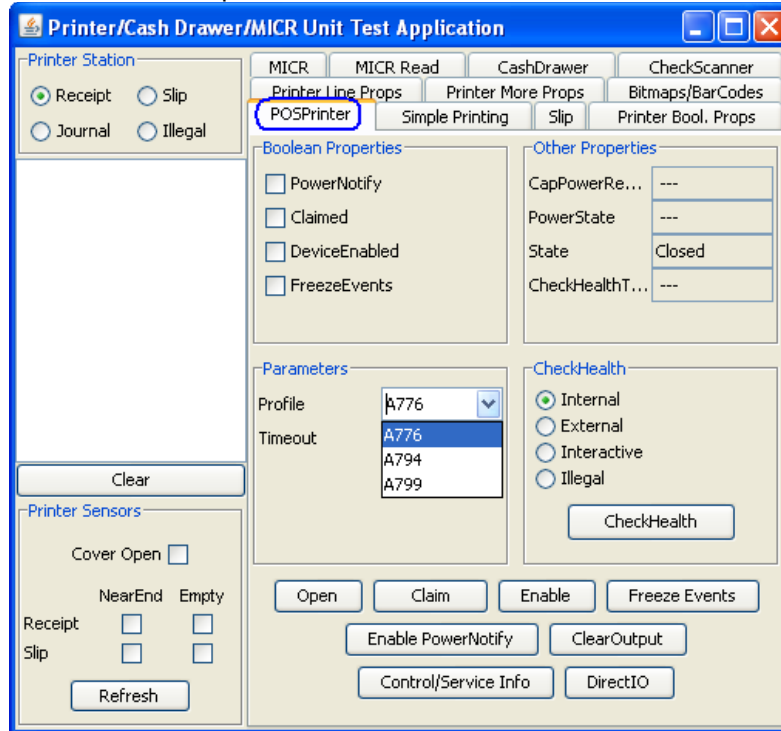 Printer/Cash Drawer/MICR Unit Test Application
Printer Station
Receipt Slip
Journal Illegal
Clear
Printer Sensors
Cover Open
NearEnd Empty
Receipt
Slip
Refresh
MICR MICR Read CashDrawer CheckScanner
Printer Line Props Printer More Props Bitmaps/BarCodes
POSPrinter Simple Printing Slip Printer Bool. Props
Boolean Properties
PowerNotify
Claimed
DeviceEnabled
FreezeEvents
Other Properties
CapPowerRe... ---
PowerState ---
State Closed
CheckHealthT... ---
Parameters
Profile A776
Timeout A776
A794
A799
CheckHealth
Internal
External
Interactive
Illegal
CheckHealth
Open Claim Enable Freeze Events
Enable PowerNotify ClearOutput
Control/Service Info DirectIO